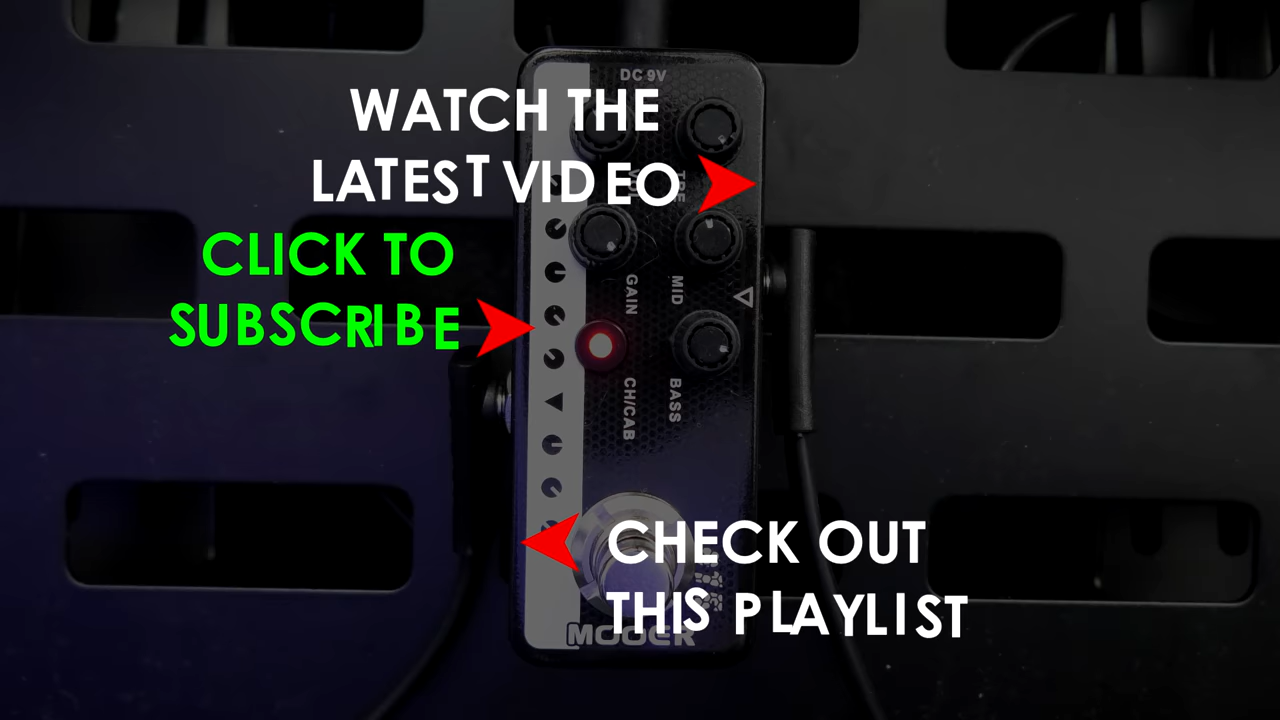 DC 9V
WATCH THE
LATEST VIDEO
CLICK TO
SUBSCRIBE
GAIN
MID
CH/CAB
BASS
CHECK OUT
THIS PLAYLIST
MOOER